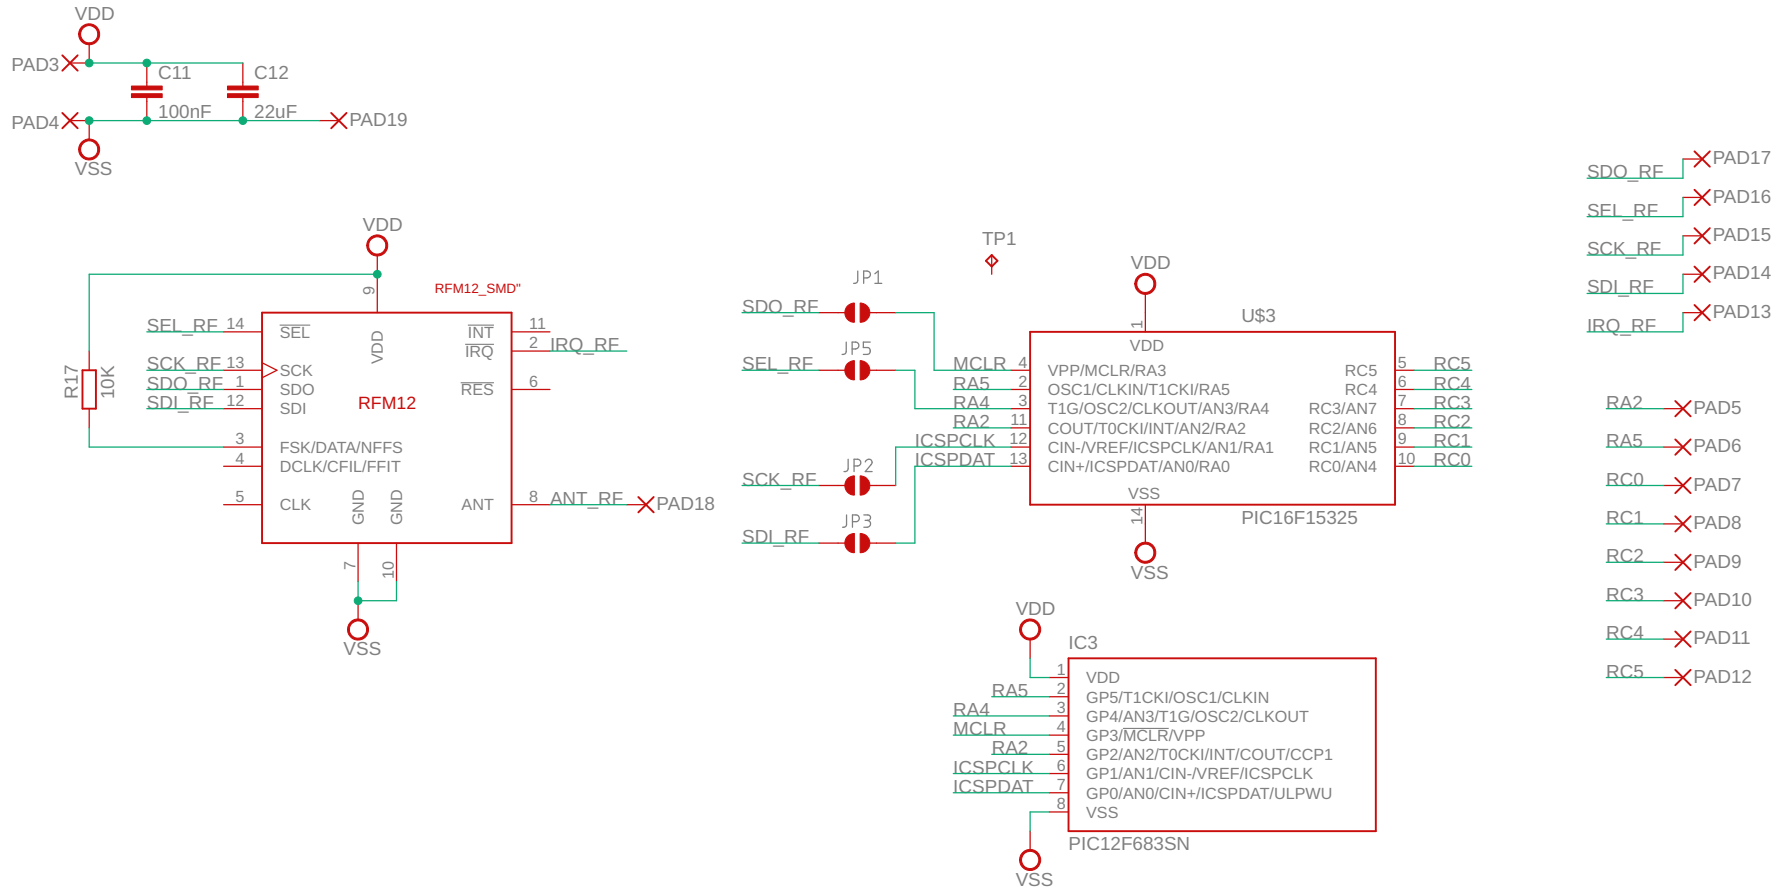 VDD
PAD3
C11
C12
100nF
22uF
PAD4
PAD19
VSS
PAD17
SDO_RF
PAD16
SEL_RF
PAD15
SCK_RF
PAD14
SDI_RF
PAD13
IRQ_RF
VDD
9
RFM12_SMD"
SEL_RF 14 SEL
VDD
INT 11
IRQ 2 IRQ_RF
SCK_RF 13 SCK
SDO_RF 1 SDO
RES 6
SDI_RF 12 SDI
RFM12
R17
10K
3 FSK/DATA/NFFS
4 DCLK/CFIL/FFIT
5 CLK
GND
GND
ANT 8 ANT_RF PAD18
7
10
VSS
TP1
JP1
SDO_RF
JP5
SEL_RF
JP2
SCK_RF
JP3
SDI_RF
VDD
1
U$3
VDD
MCLR 4 VPP/MCLR/RA3
RC5 5 RC5
RA5 2 OSC1/CLKIN/T1CKI/RA5
RC4 6 RC4
RA4 3 T1G/OSC2/CLKOUT/AN3/RA4
RC3/AN7 7 RC3
RA2 11 COUT/T0CKI/INT/AN2/RA2
RC2/AN6 8 RC2
ICSPCLK 12 CIN-/VREF/ICSPCLK/AN1/RA1
RC1/AN5 9 RC1
ICSPDAT 13 CIN+/ICSPDAT/AN0/RA0
RC0/AN4 10 RC0
VSS
14
PIC16F15325
VSS
RA2 PAD5
RA5 PAD6
RC0 PAD7
RC1 PAD8
RC2 PAD9
RC3 PAD10
RC4 PAD11
RC5 PAD12
VDD
IC3
1 VDD
RA5 2 GP5/T1CKI/OSC1/CLKIN
RA4 3 GP4/AN3/T1G/OSC2/CLKOUT
MCLR 4 GP3/MCLR/VPP
RA2 5 GP2/AN2/T0CKI/INT/COUT/CCP1
ICSPCLK 6 GP1/AN1/CIN-/VREF/ICSPCLK
ICSPDAT 7 GP0/AN0/CIN+/ICSPDAT/ULPWU
8 VSS
PIC12F683SN
VSS